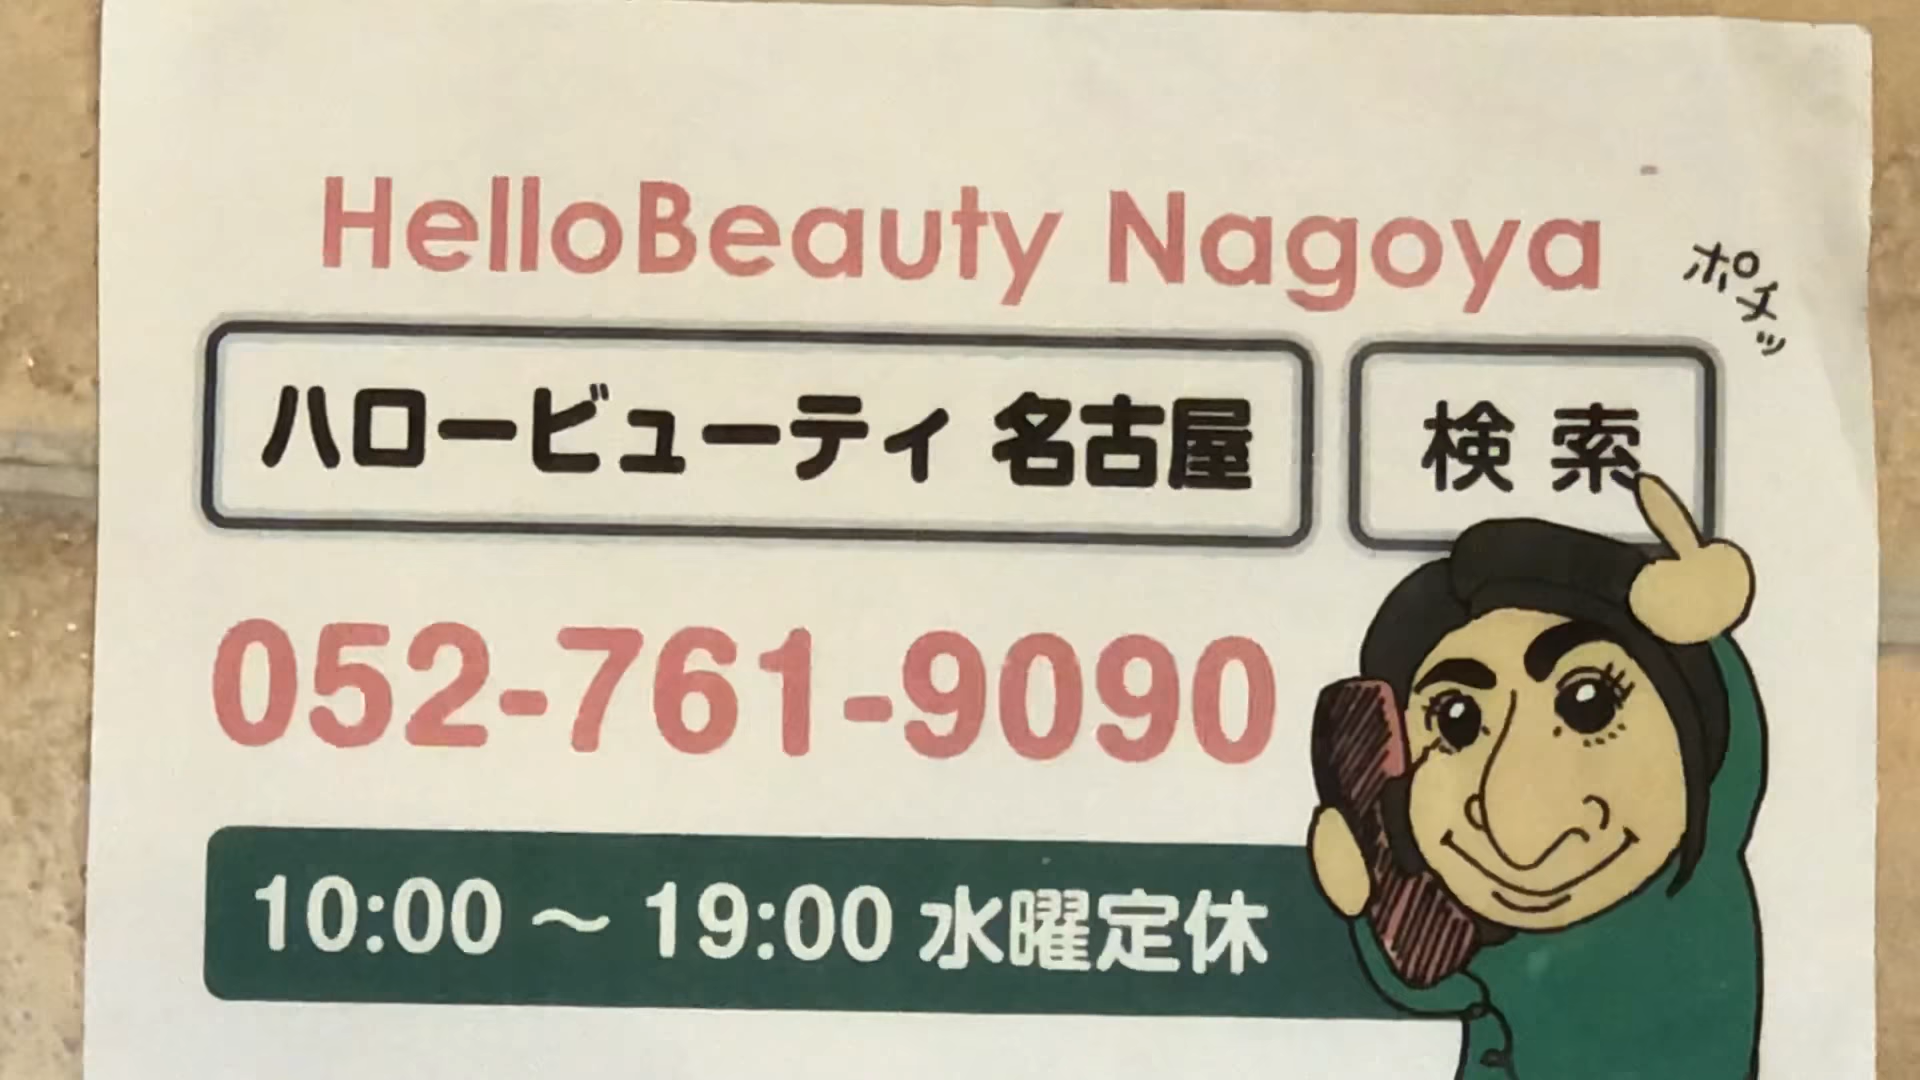 HelloBeauty Nagoya
ポチッ
ハロービューティ 名古屋 検索
052-761-9090
10:00 ～ 19:00 水曜定休